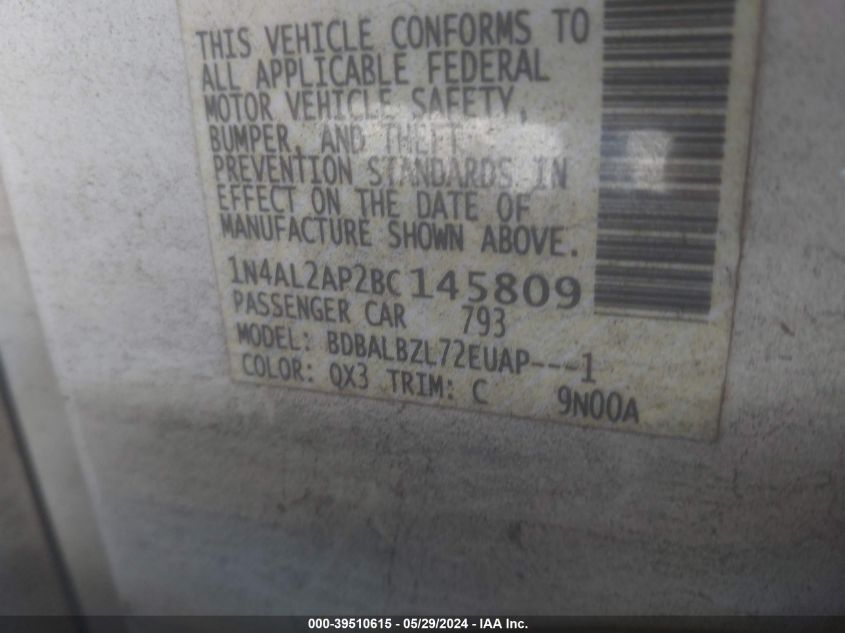 THIS VEHICLE CONFORMS TO
ALL APPLICABLE FEDERAL
MOTOR VEHICLE SAFETY,
BUMPER, AND THEFT
PREVENTION STANDARDS IN
EFFECT ON THE DATE OF
MANUFACTURE SHOWN ABOVE.
1N4AL2AP2BC145809
PASSENGER CAR 793
MODEL: BDBALBZL72EUAP---1
COLOR: QX3 TRIM: C 9N00A
000-39510615 - 05/29/2024 - IAA Inc.